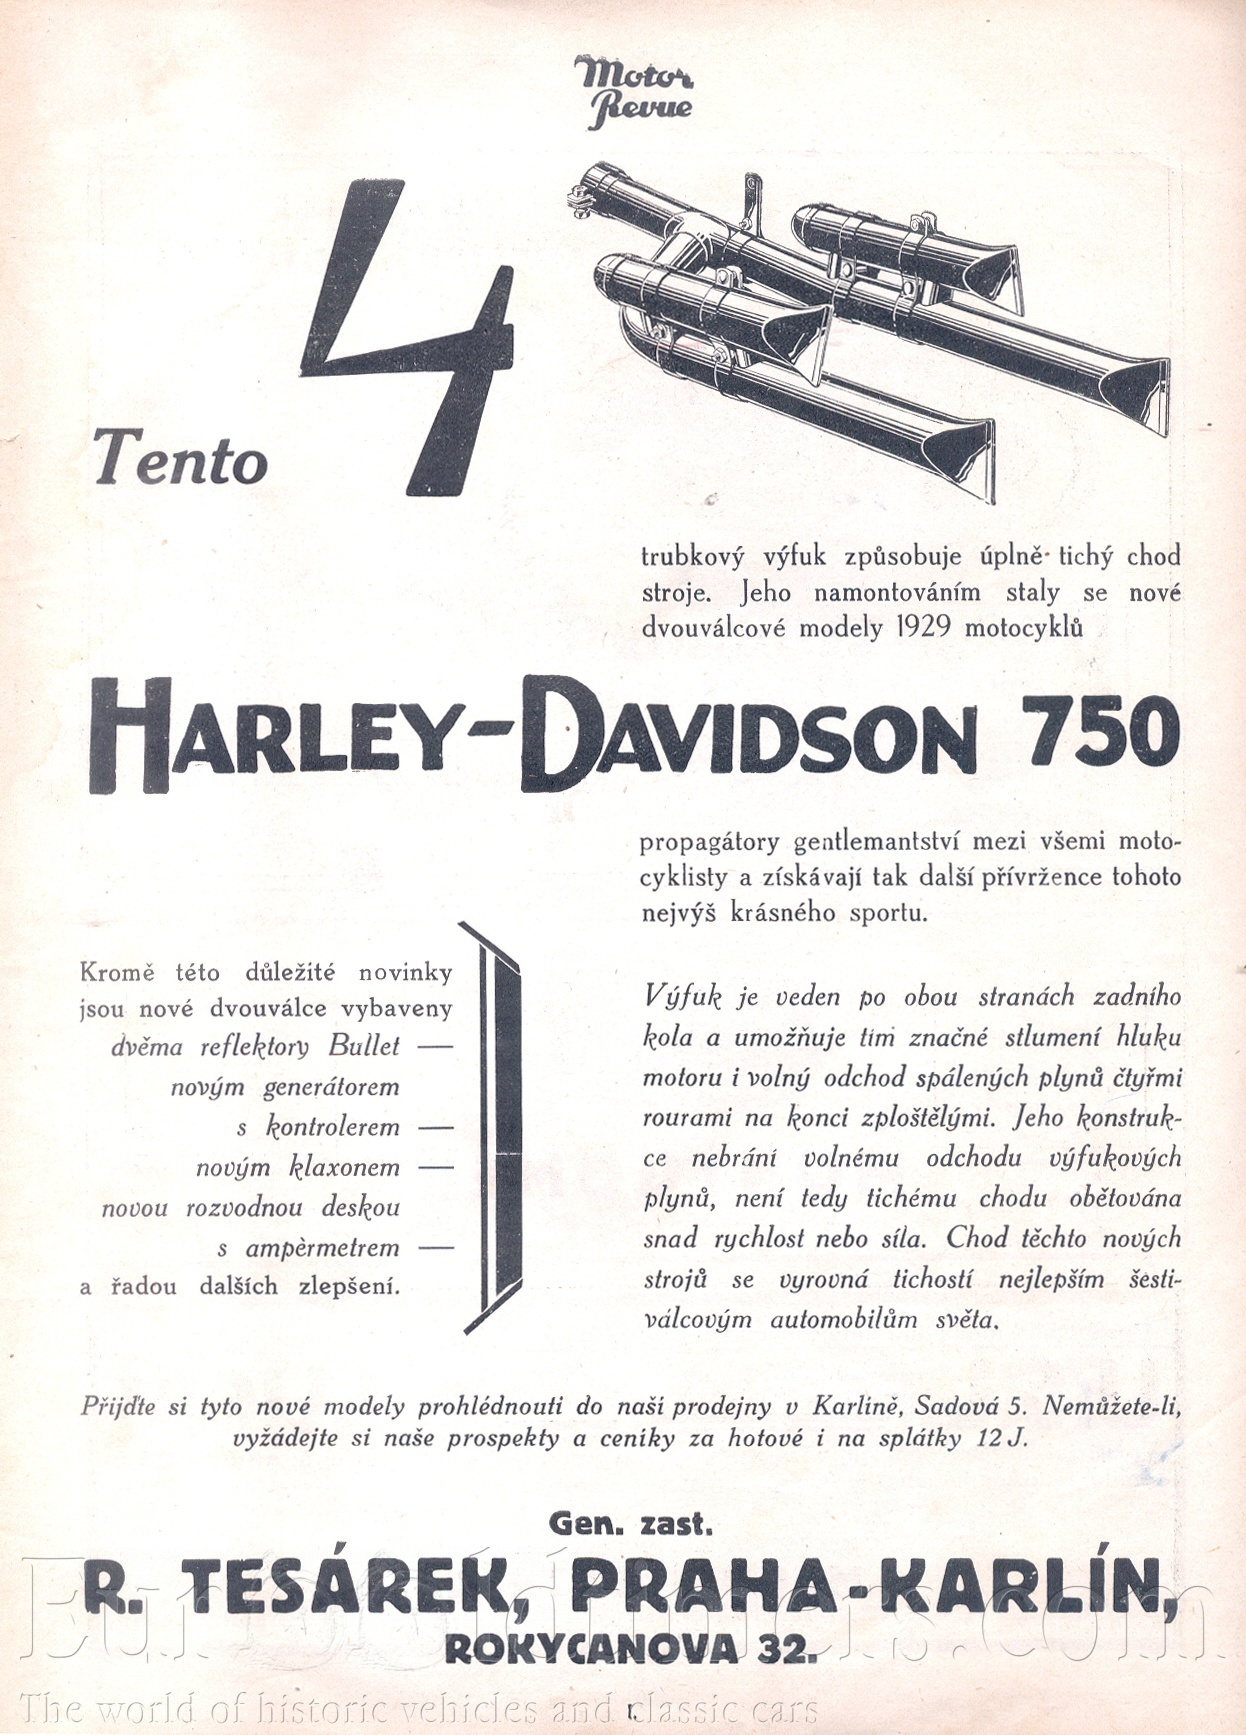 Motor
Revue
Tento 4
trubkový výfuk způsobuje úplně tichý chod
stroje. Jeho namontováním staly se nové
dvouválcové modely 1929 motocyklů
HARLEY-DAVIDSON 750
propagátory gentlemantství mezi všemi moto-
cyklisty a získávají tak další přívržence tohoto
nejvýš krásného sportu.
Kromě této důležité novinky
jsou nové dvouválce vybaveny
dvěma reflektory Bullet —
novým generátorem
s kontrolerem —
novým klaxonem —
novou rozvodnou deskou
s ampèrmetrem —
a řadou dalších zlepšení.
Výfuk je veden po obou stranách zadního
kola a umožňuje tím značné stlumení hluku
motoru i volný odchod spálených plynů čtyřmi
rourami na konci zploštělými. Jeho konstruk-
ce nebrání volnému odchodu výfukových
plynů, není tedy tichému chodu obětována
snad rychlost nebo síla. Chod těchto nových
strojů se vyrovná tichostí nejlepším šesti-
válcovým automobilům světa.
Přijďte si tyto nové modely prohlédnouti do naší prodejny v Karlíně, Sadová 5. Nemůžete-li,
vyžádejte si naše prospekty a ceníky za hotové i na splátky 12 J.
Gen. zast.
R. TESÁREK, PRAHA-KARLÍN,
ROKYCANOVA 32.
EuroOldtimers.com
The world of historic vehicles and classic cars